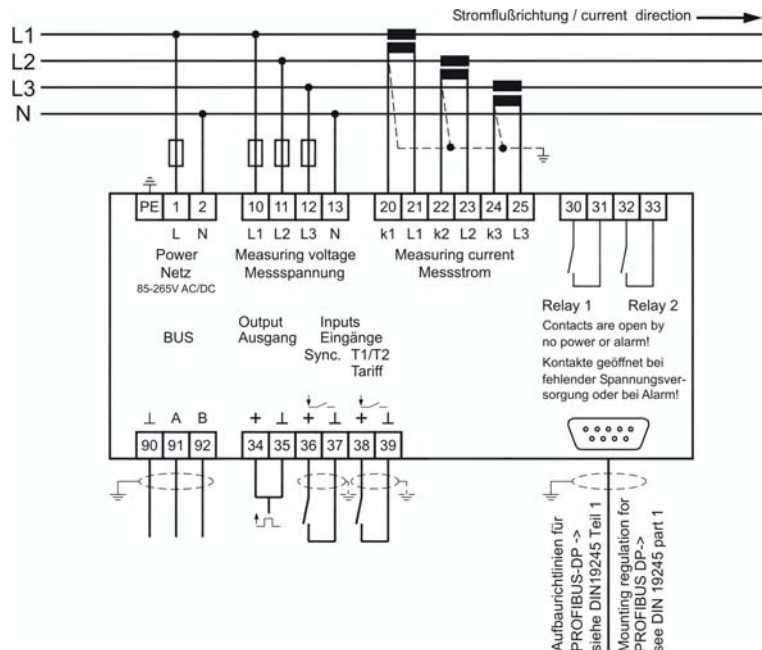 Stromflußrichtung / current direction
L1
L2
L3
N
PE 1 2 10 11 12 13 20 21 22 23 24 25 30 31 32 33
L N L1 L2 L3 N k1 L1 k2 L2 k3 L3
Power
Netz
85-265V AC/DC
Measuring voltage
Messspannung
Measuring current
Messstrom
Relay 1 Relay 2
Contacts are open by
no power or alarm!
Kontakte geöffnet bei
fehlender Spannungsver-
sorgung oder bei Alarm!
BUS
Output
Ausgang
Inputs
Eingänge
Sync. T1/T2
Tariff
⊥ A B + ⊥ + ⊥ + ⊥
90 91 92 34 35 36 37 38 39
Aufbaurichtlinien für
PROFIBUS-DP ->
siehe DIN19245 Teil 1
Mounting regulation for
PROFIBUS DP->
see DIN 19245 part 1